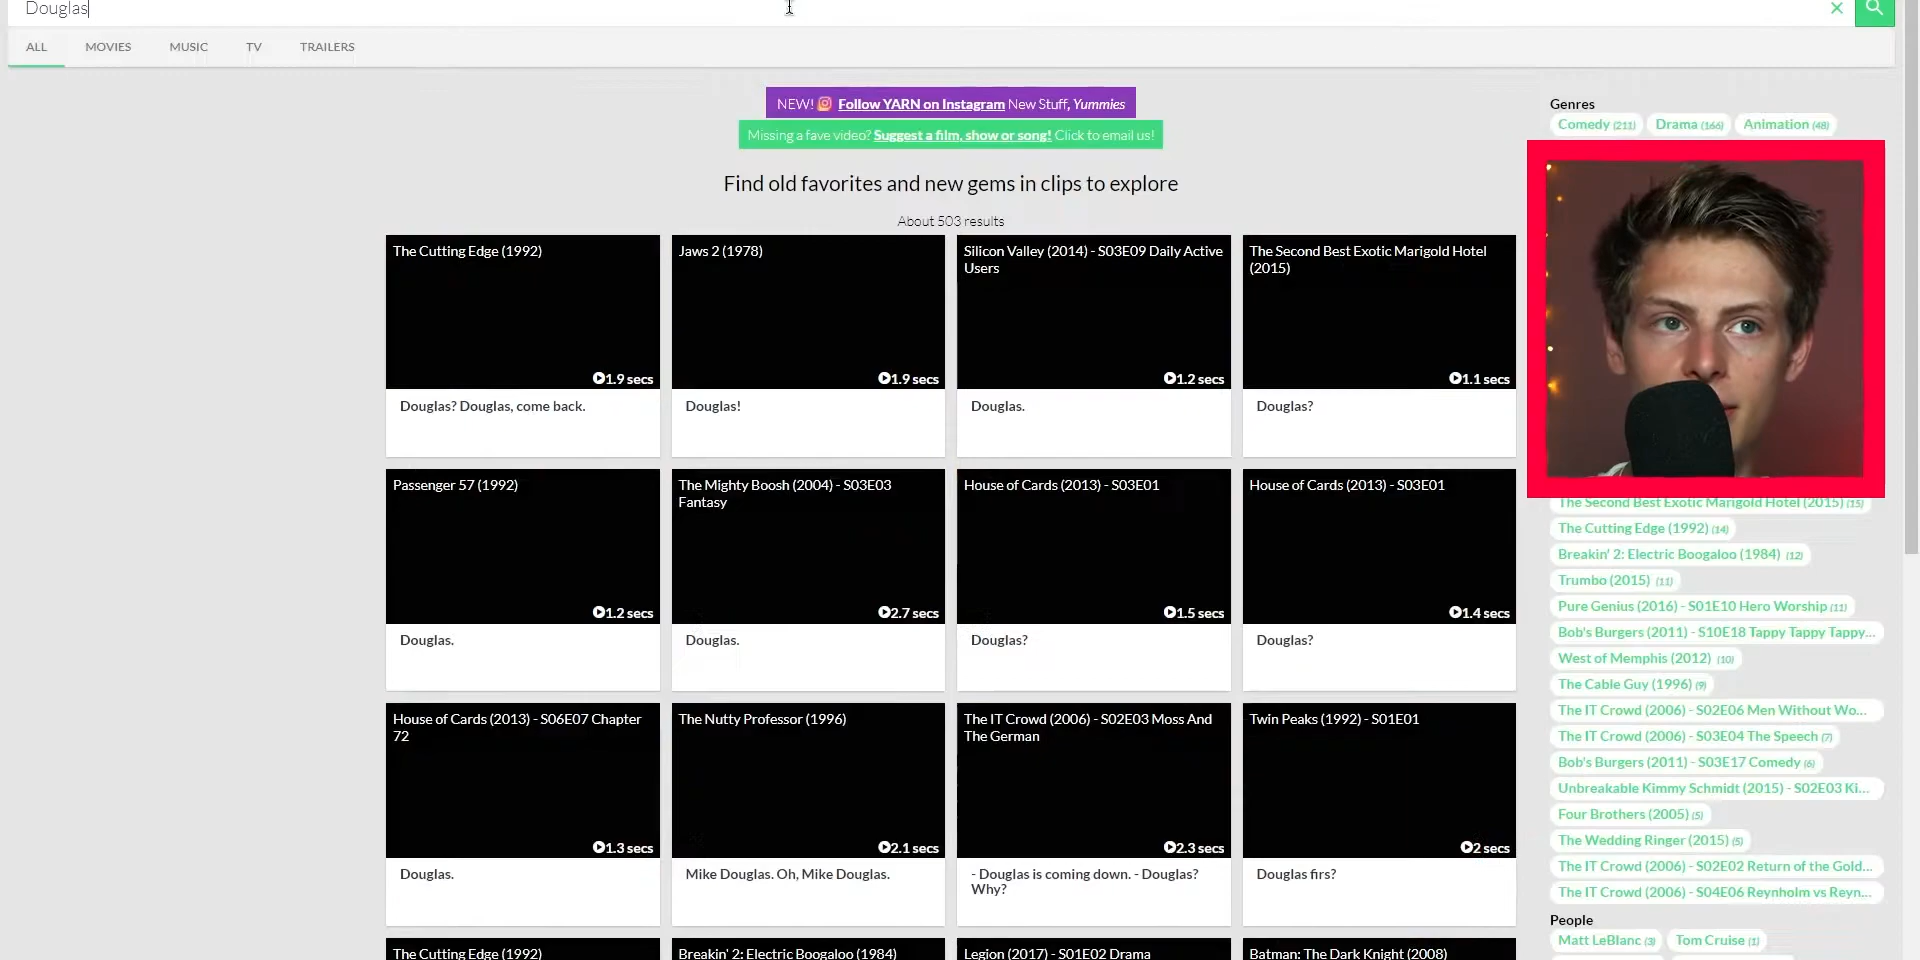 Douglas
ALL MOVIES MUSIC TV TRAILERS
NEW! Follow YARN on Instagram New Stuff, Yummies
Missing a fave video? Suggest a film, show or song! Click to email us!
Find old favorites and new gems in clips to explore
About 503 results
The Cutting Edge (1992)
1.9 secs
Douglas? Douglas, come back.
Jaws 2 (1978)
1.9 secs
Douglas!
Silicon Valley (2014) - S03E09 Daily Active
Users
1.2 secs
Douglas.
The Second Best Exotic Marigold Hotel
(2015)
1.1 secs
Douglas?
Passenger 57 (1992)
1.2 secs
Douglas.
The Mighty Boosh (2004) - S03E03
Fantasy
2.7 secs
Douglas.
House of Cards (2013) - S03E01
1.5 secs
Douglas?
House of Cards (2013) - S03E01
1.4 secs
Douglas?
House of Cards (2013) - S06E07 Chapter
72
1.3 secs
Douglas.
The Nutty Professor (1996)
2.1 secs
Mike Douglas. Oh, Mike Douglas.
The IT Crowd (2006) - S02E03 Moss And
The German
2.3 secs
- Douglas is coming down. - Douglas?
Why?
Twin Peaks (1992) - S01E01
2 secs
Douglas firs?
The Cutting Edge (1992)
Breakin' 2: Electric Boogaloo (1984)
Legion (2017) - S01E02 Drama
Batman: The Dark Knight (2008)
Genres
Comedy (211) Drama (166) Animation (48)
The Second Best Exotic Marigold Hotel (2015) (15)
The Cutting Edge (1992) (14)
Breakin' 2: Electric Boogaloo (1984) (12)
Trumbo (2015) (11)
Pure Genius (2016) - S01E10 Hero Worship (11)
Bob's Burgers (2011) - S10E18 Tappy Tappy Tappy...
West of Memphis (2012) (10)
The Cable Guy (1996) (9)
The IT Crowd (2006) - S02E06 Men Without Wo...
The IT Crowd (2006) - S03E04 The Speech (7)
Bob's Burgers (2011) - S03E17 Comedy (6)
Unbreakable Kimmy Schmidt (2015) - S02E03 Ki...
Four Brothers (2005) (5)
The Wedding Ringer (2015) (5)
The IT Crowd (2006) - S02E02 Return of the Gold...
The IT Crowd (2006) - S04E06 Reynholm vs Reyn...
People
Matt LeBlanc (3) Tom Cruise (1)